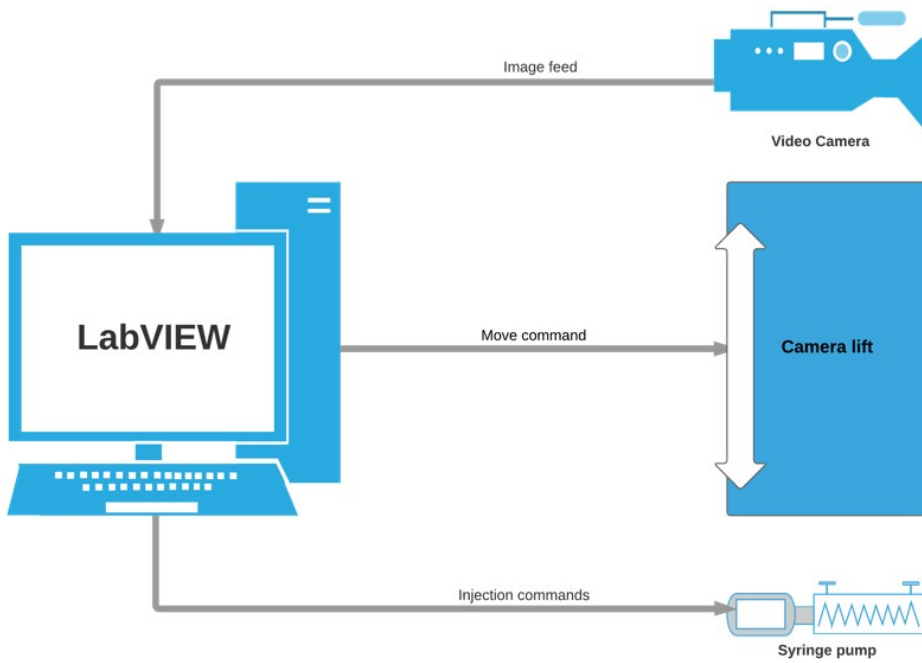 Image feed
Video Camera
LabVIEW
Move command
Camera lift
Injection commands
Syringe pump